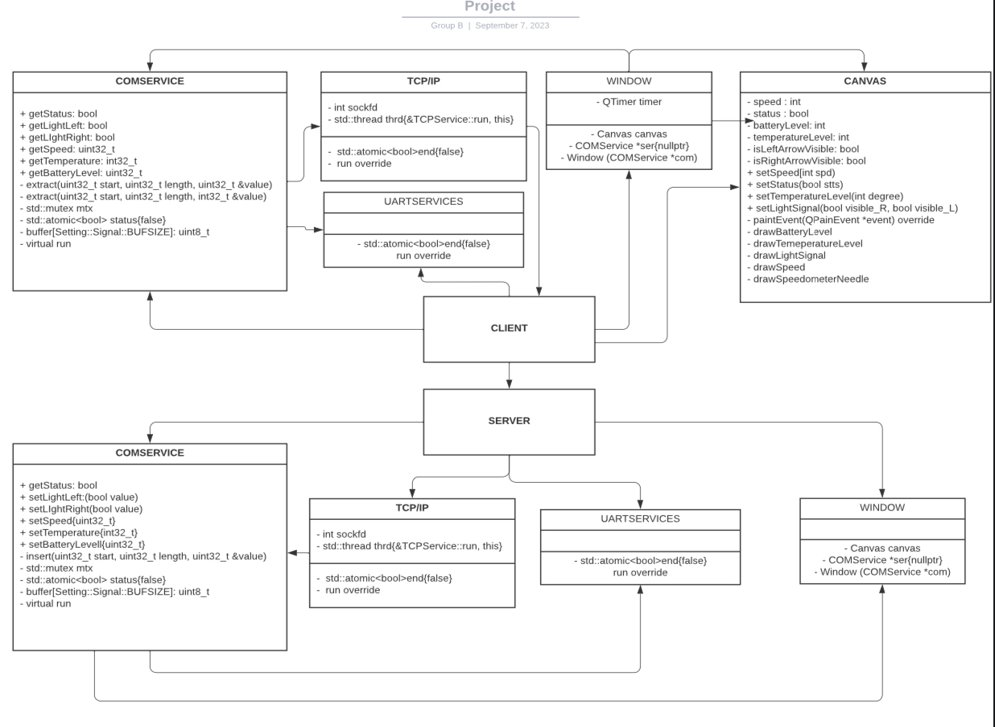 Project
Group B | September 7, 2023
COMSERVICE
+ getStatus: bool
+ getLightLeft: bool
+ getLIghtRight: bool
+ getSpeed: uint32_t
+ getTemperature: int32_t
+ getBatteryLevel: uint32_t
- extract(uint32_t start, uint32_t length, uint32_t &value)
- extract(uint32_t start, uint32_t length, int32_t &value)
- std::mutex mtx
- std::atomic<bool> status{false}
- buffer[Setting::Signal::BUFSIZE]: uint8_t
- virtual run
TCP/IP
- int sockfd
- std::thread thrd{&TCPService::run, this}
- std::atomic<bool>end{false}
- run override
UARTSERVICES
- std::atomic<bool>end{false}
run override
WINDOW
- QTimer timer
- Canvas canvas
- COMService *ser{nullptr}
- Window (COMService *com)
CANVAS
- speed : int
- status : bool
- batteryLevel: int
- temperatureLevel: int
- isLeftArrowVisible: bool
- isRightArrowVisible: bool
+ setSpeed[int spd)
+ setStatus(bool stts)
+ setTemperatureLevel(int degree)
+ setLightSignal(bool visible_R, bool visible_L)
- paintEvent(QPainEvent *event) override
- drawBatteryLevel
- drawTemeperatureLevel
- drawLightSignal
- drawSpeed
- drawSpeedometerNeedle
CLIENT
SERVER
COMSERVICE
+ getStatus: bool
+ setLightLeft:(bool value)
+ setLIghtRight(bool value)
+ setSpeed{uint32_t}
+ setTemperature{int32_t}
+ setBatteryLevell{uint32_t}
- insert(uint32_t start, uint32_t length, uint32_t &value)
- std::mutex mtx
- std::atomic<bool> status{false}
- buffer[Setting::Signal::BUFSIZE]: uint8_t
- virtual run
TCP/IP
- int sockfd
- std::thread thrd{&TCPService::run, this}
- std::atomic<bool>end{false}
- run override
UARTSERVICES
- std::atomic<bool>end{false}
run override
WINDOW
- Canvas canvas
- COMService *ser{nullptr}
- Window (COMService *com)